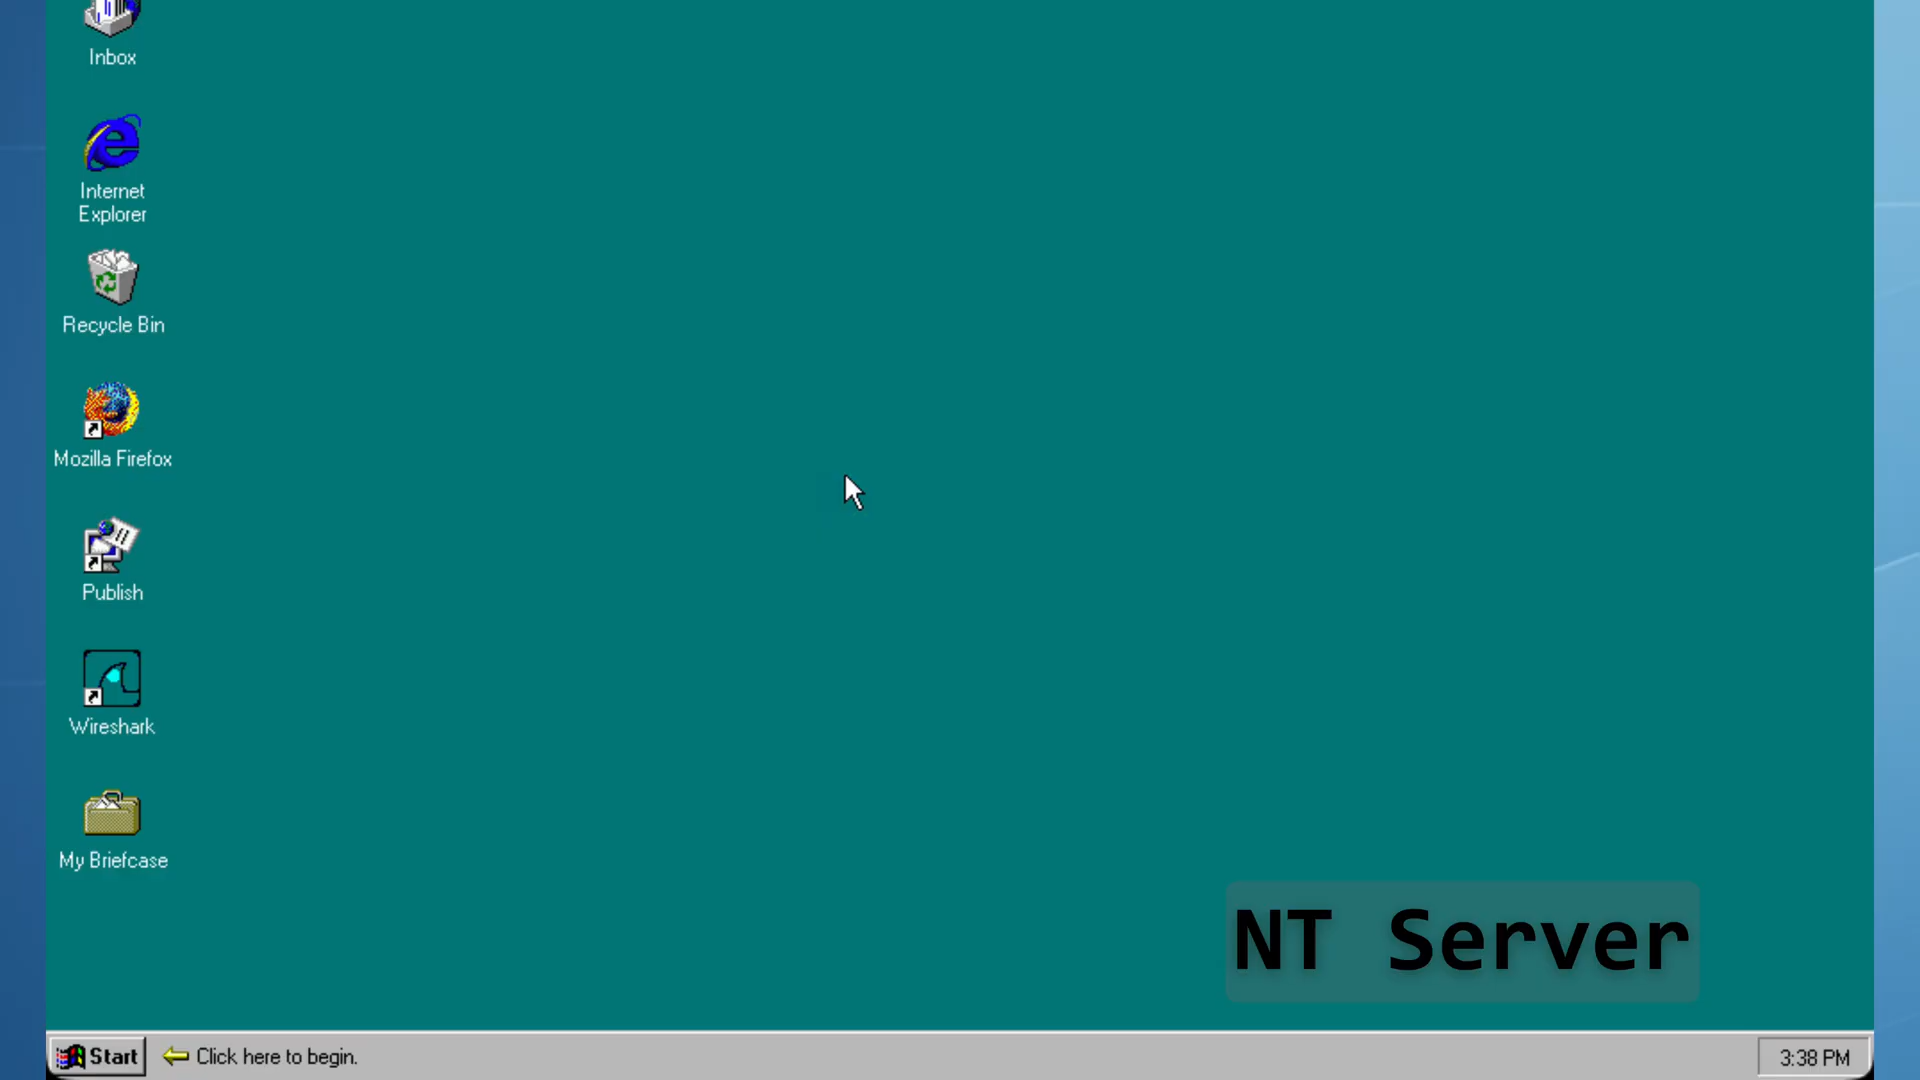 Inbox
Internet
Explorer
Recycle Bin
Mozilla Firefox
Publish
Wireshark
My Briefcase
NT Server
Start
Click here to begin.
3:38 PM